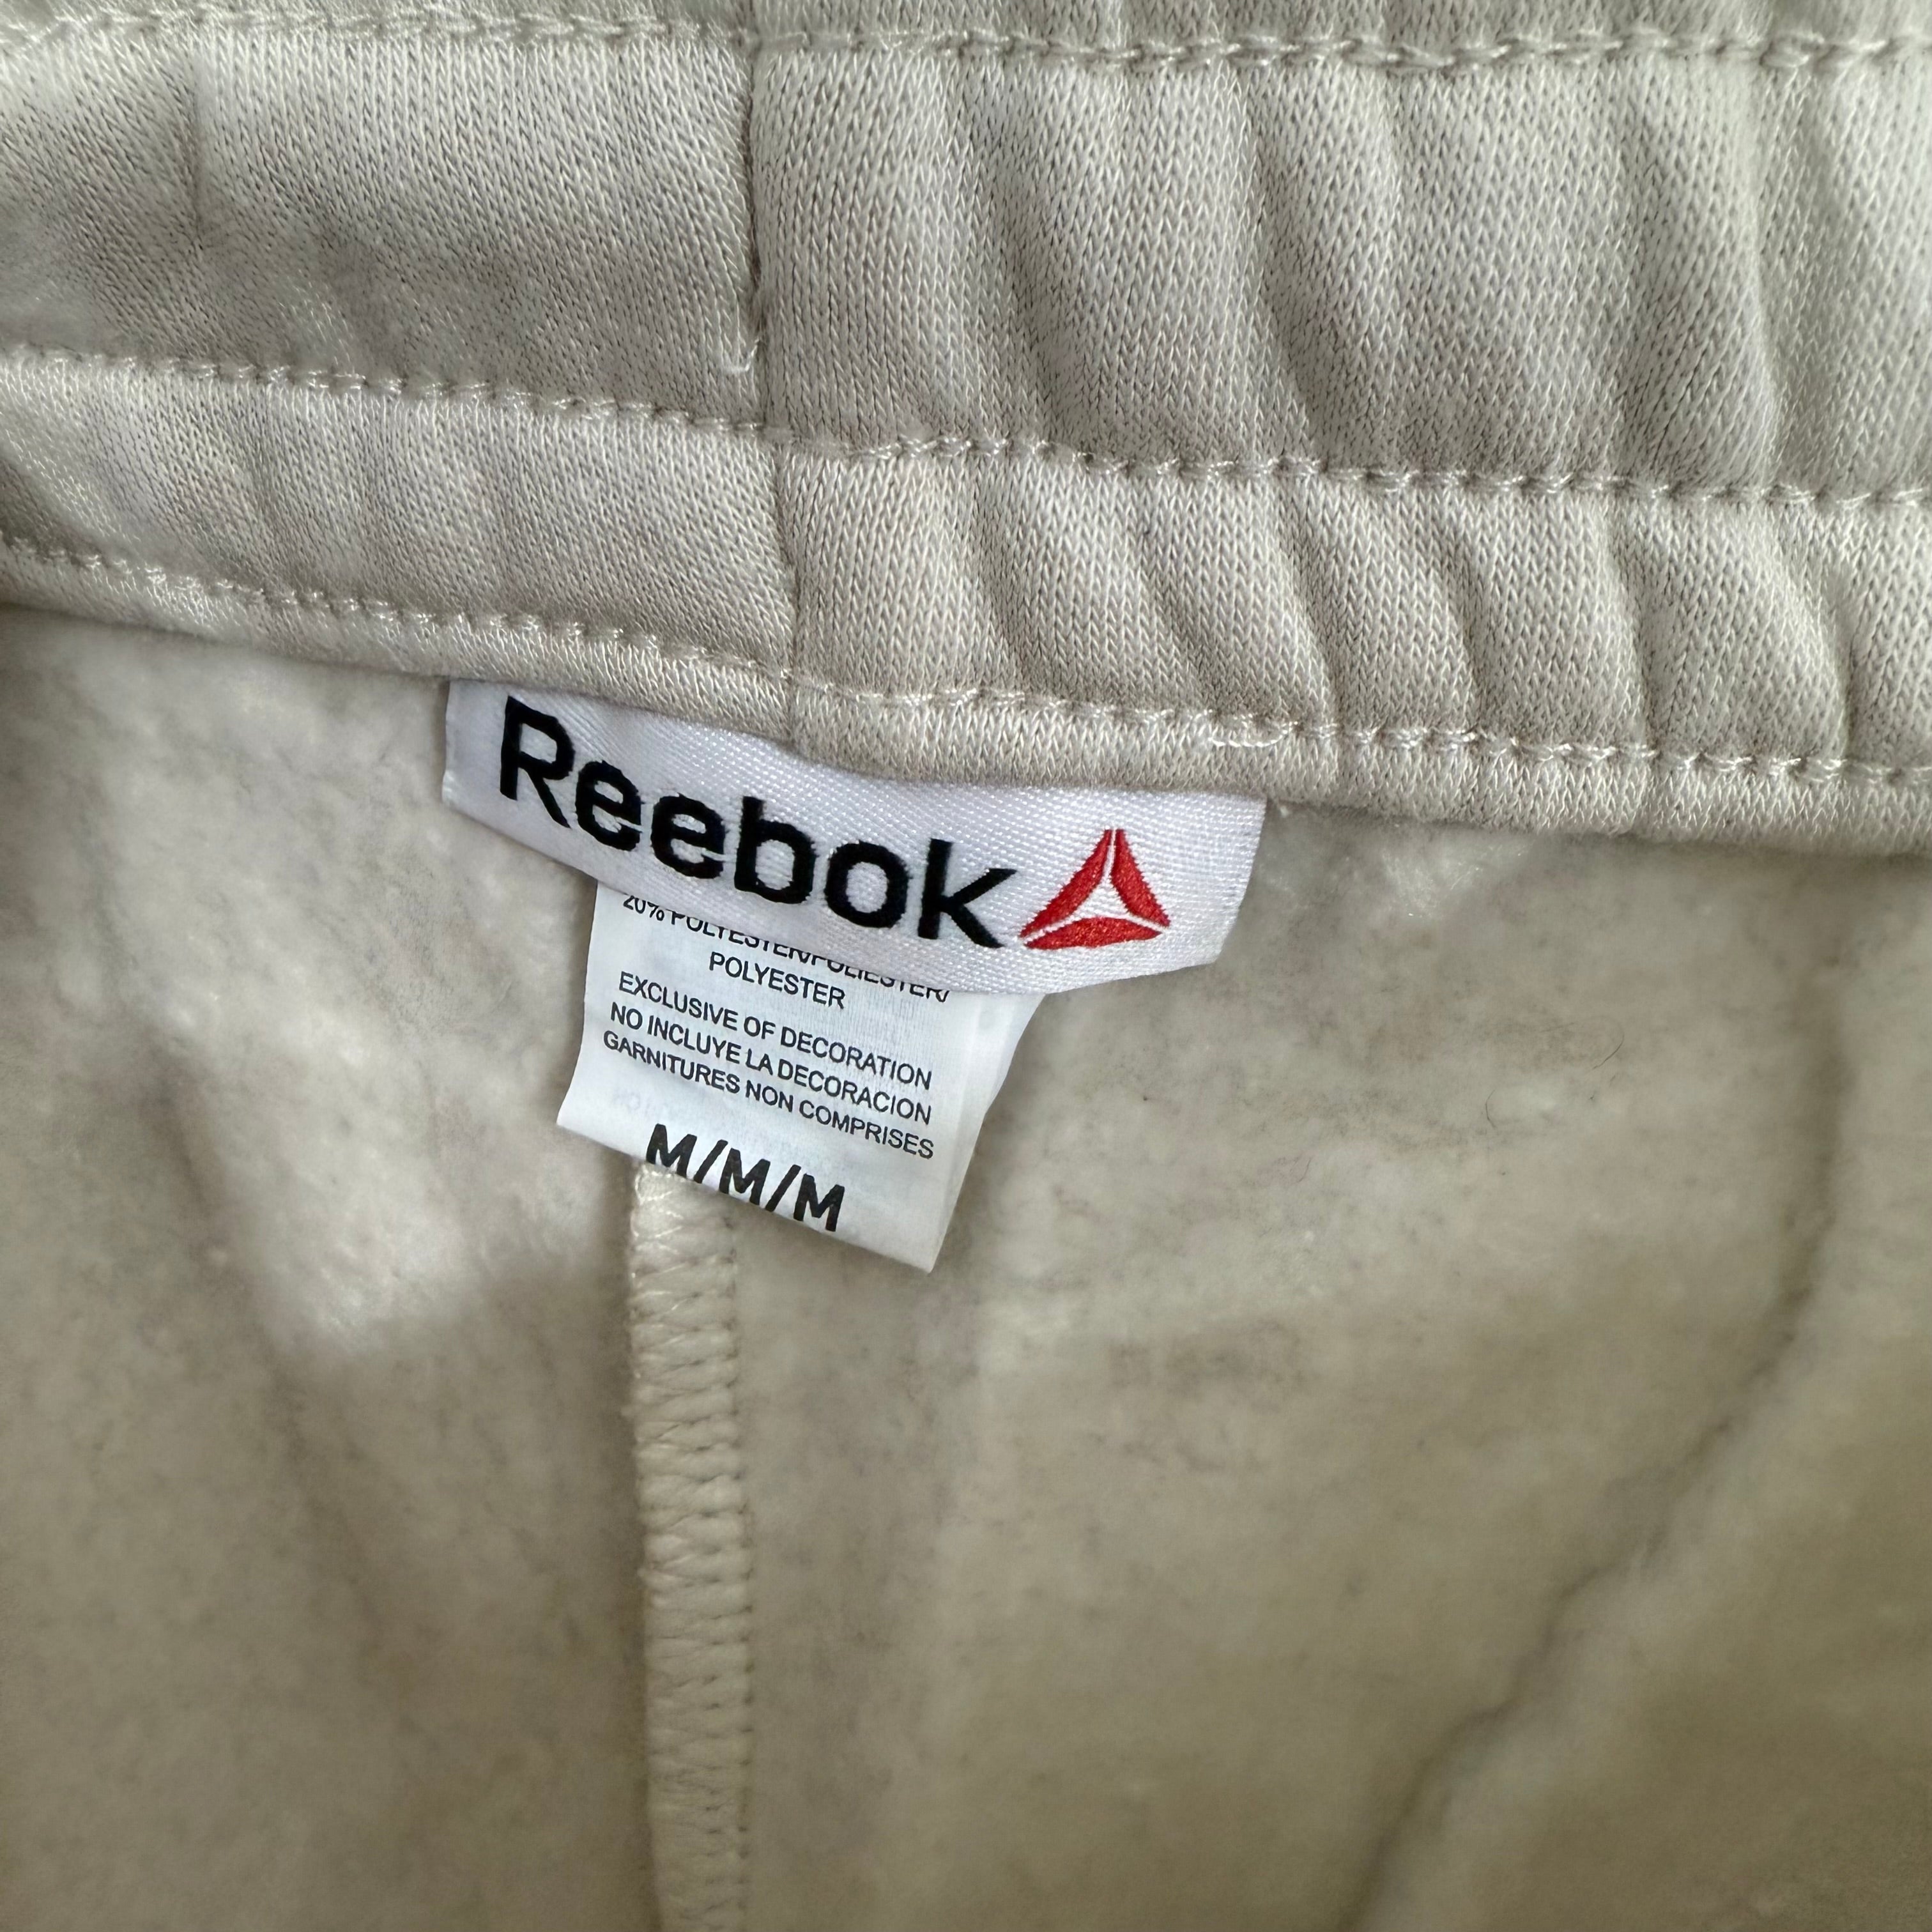 Reebok
20% POLYESTER/POLIESTER/
POLYESTER
EXCLUSIVE OF DECORATION
NO INCLUYE LA DECORACION
GARNITURES NON COMPRISES
M/M/M